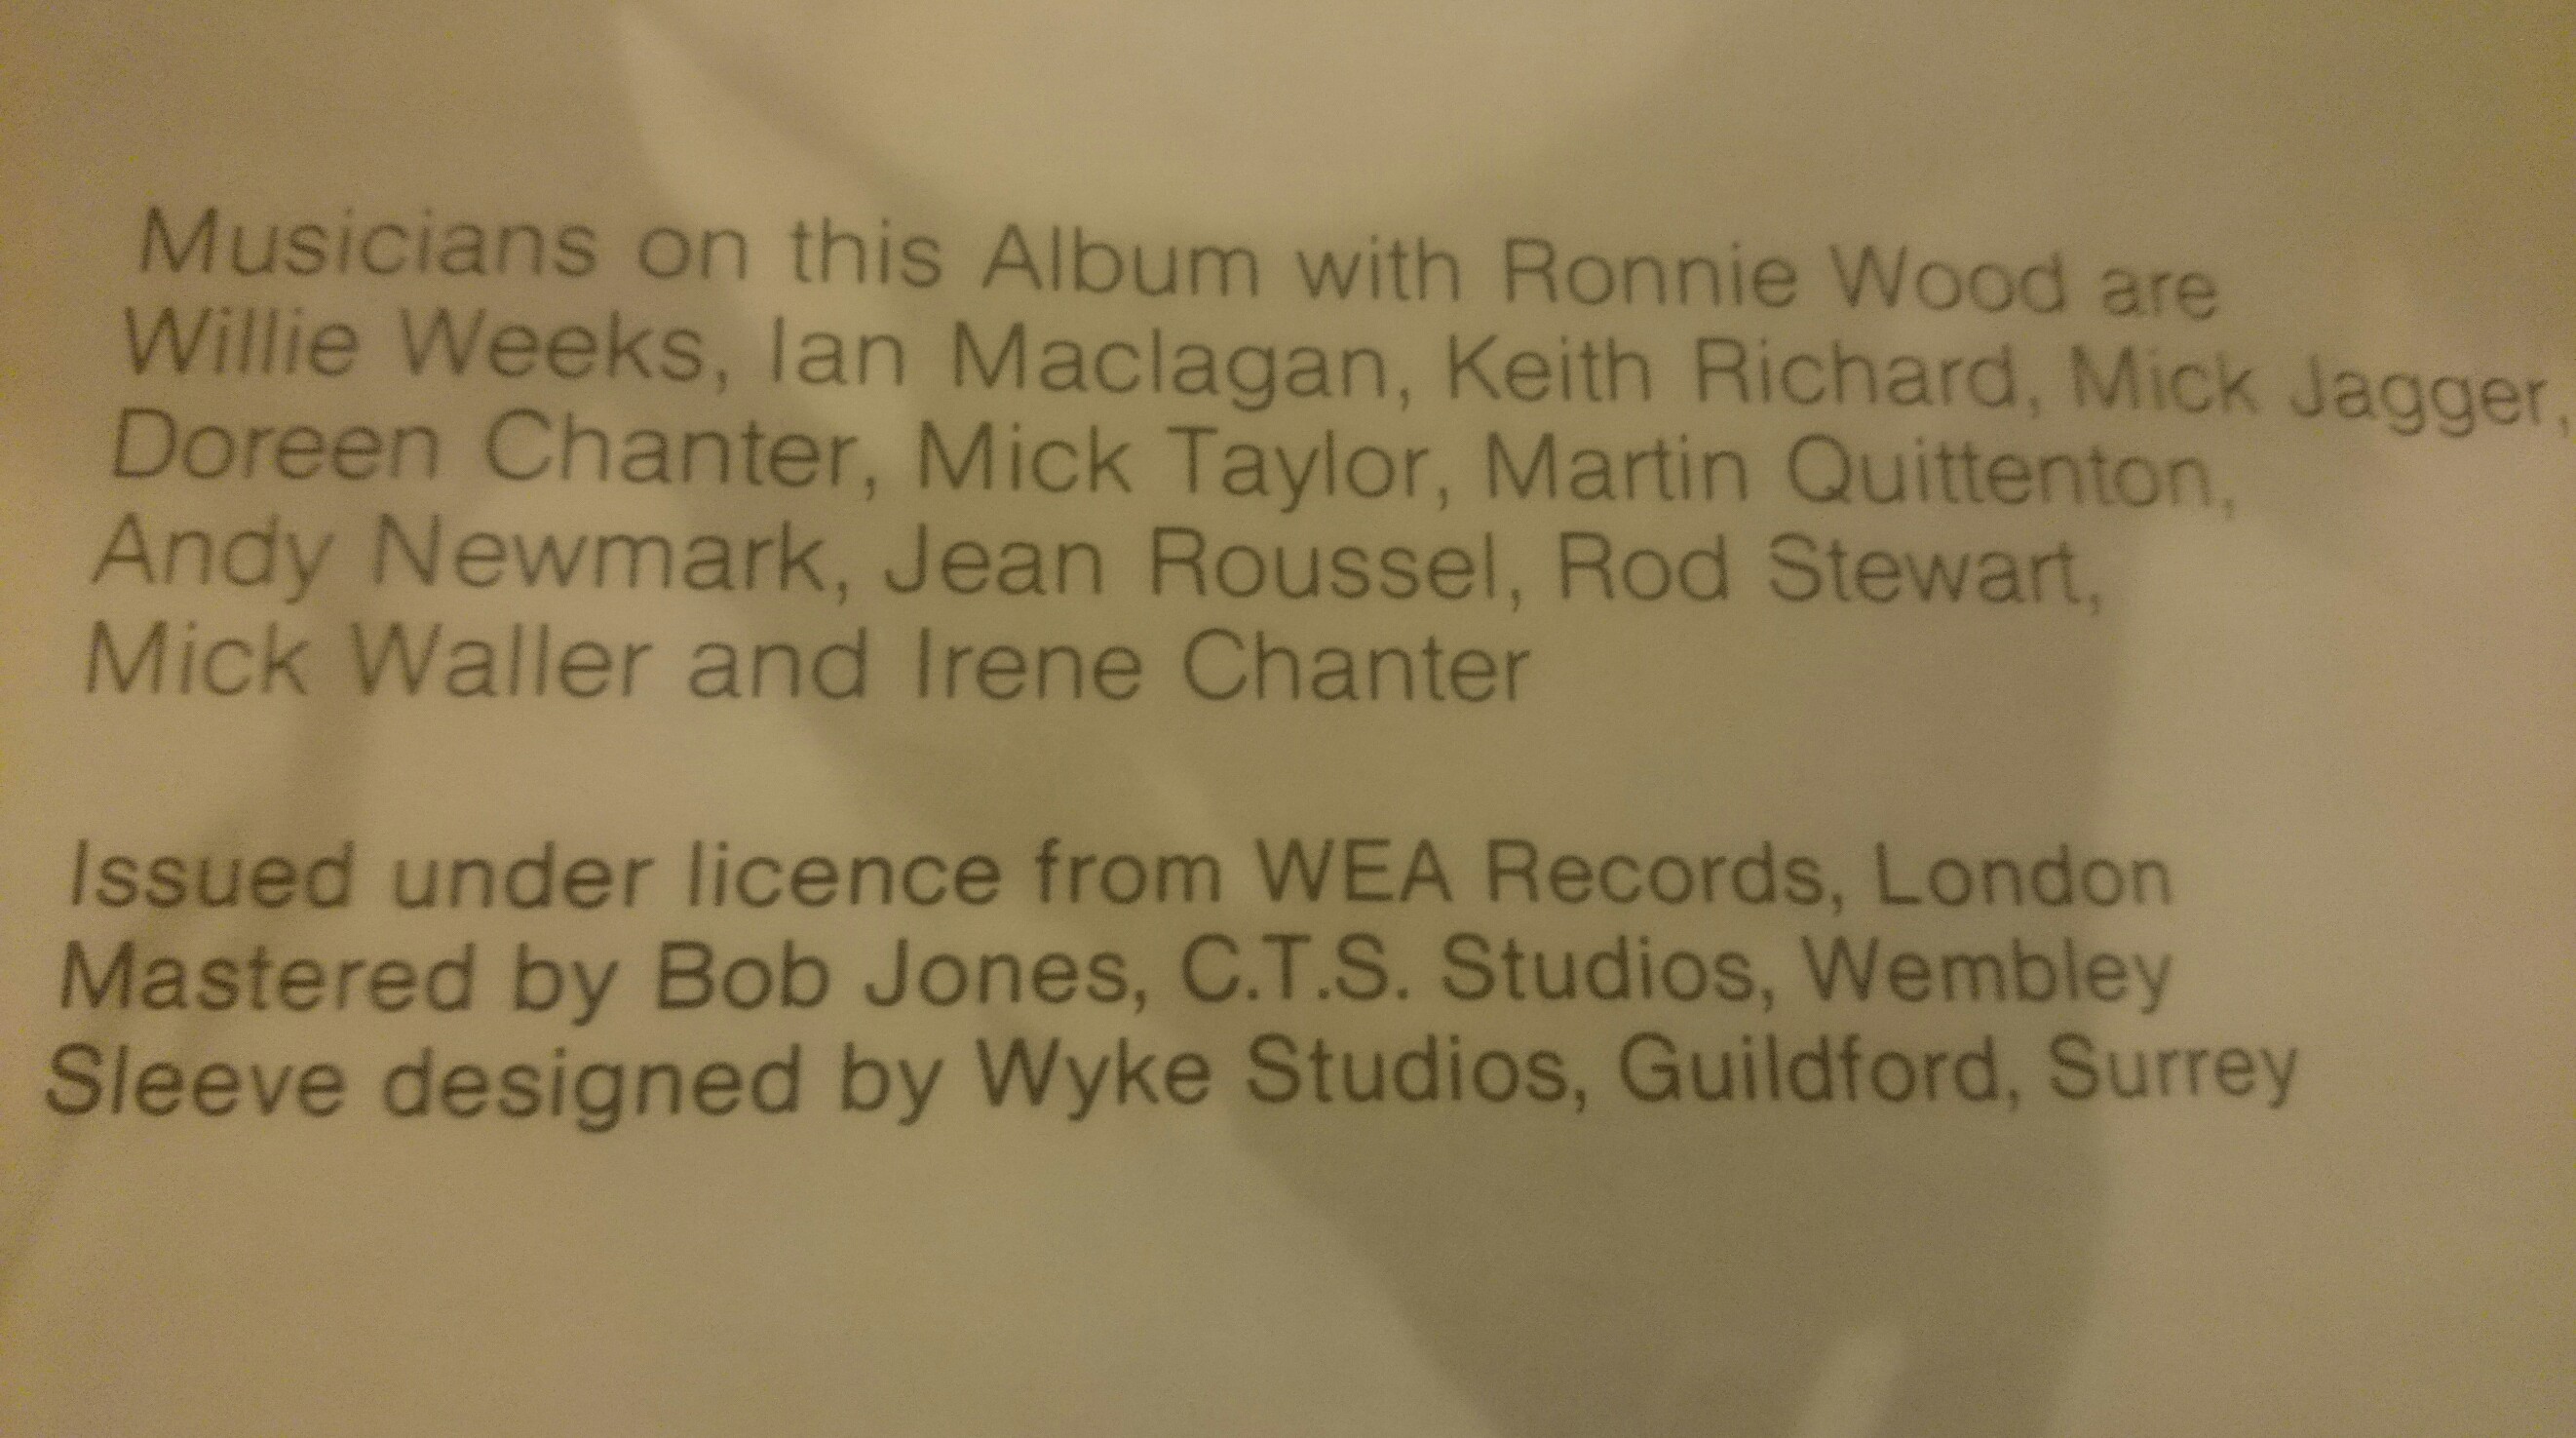 Musicians on this Album with Ronnie Wood are
Willie Weeks, Ian Maclagan, Keith Richard, Mick Jagger,
Doreen Chanter, Mick Taylor, Martin Quittenton,
Andy Newmark, Jean Roussel, Rod Stewart,
Mick Waller and Irene Chanter
Issued under licence from WEA Records, London
Mastered by Bob Jones, C.T.S. Studios, Wembley
Sleeve designed by Wyke Studios, Guildford, Surrey